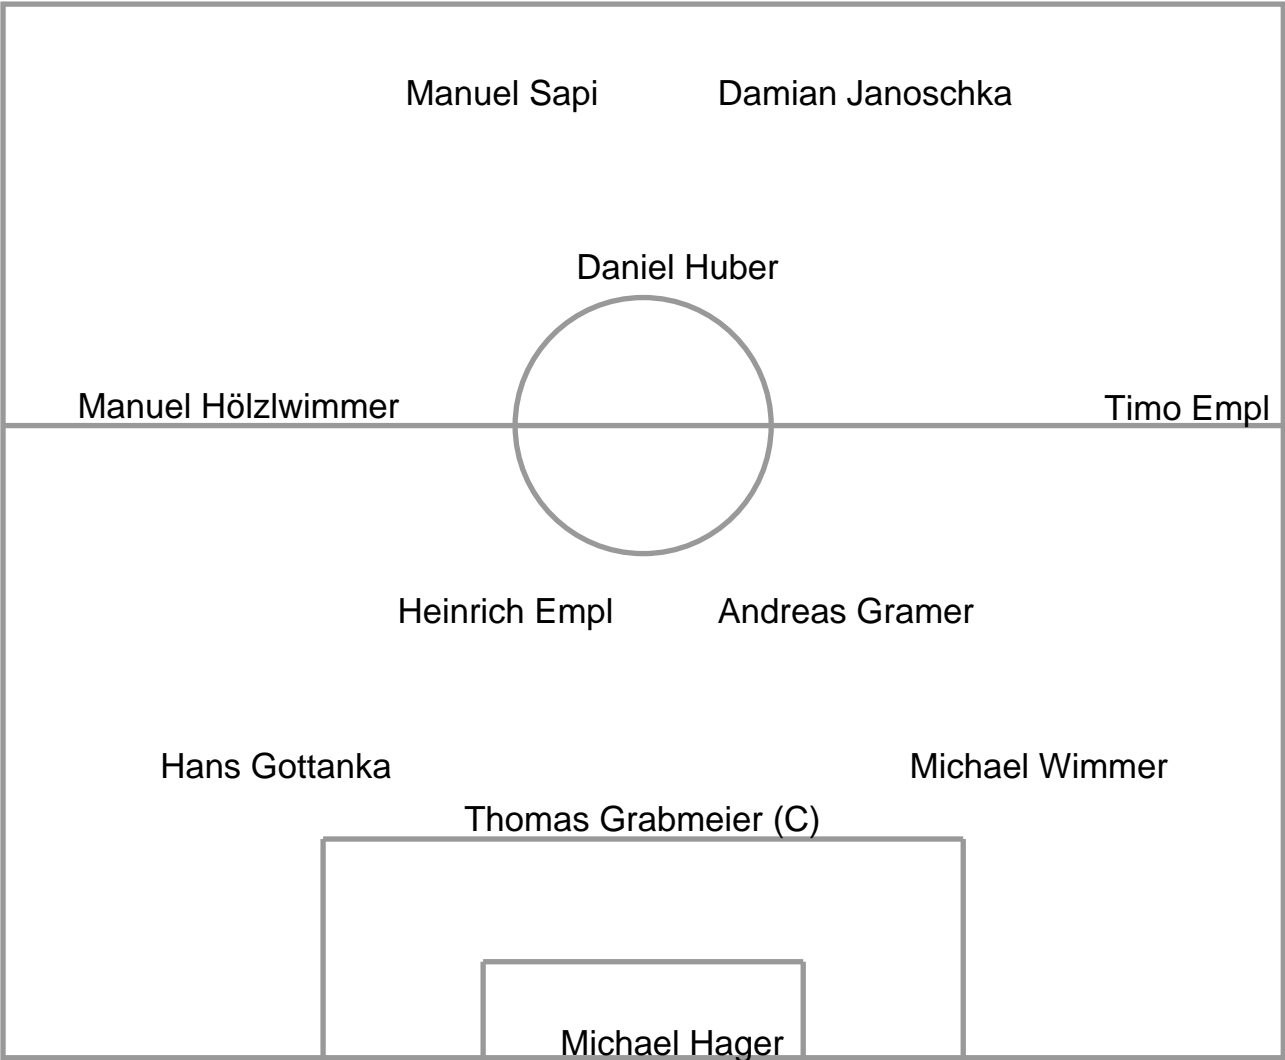 Manuel Sapi Damian Janoschka
Daniel Huber
Manuel Hölzlwimmer Timo Empl
Heinrich Empl Andreas Gramer
Hans Gottanka Michael Wimmer
Thomas Grabmeier (C)
Michael Hager